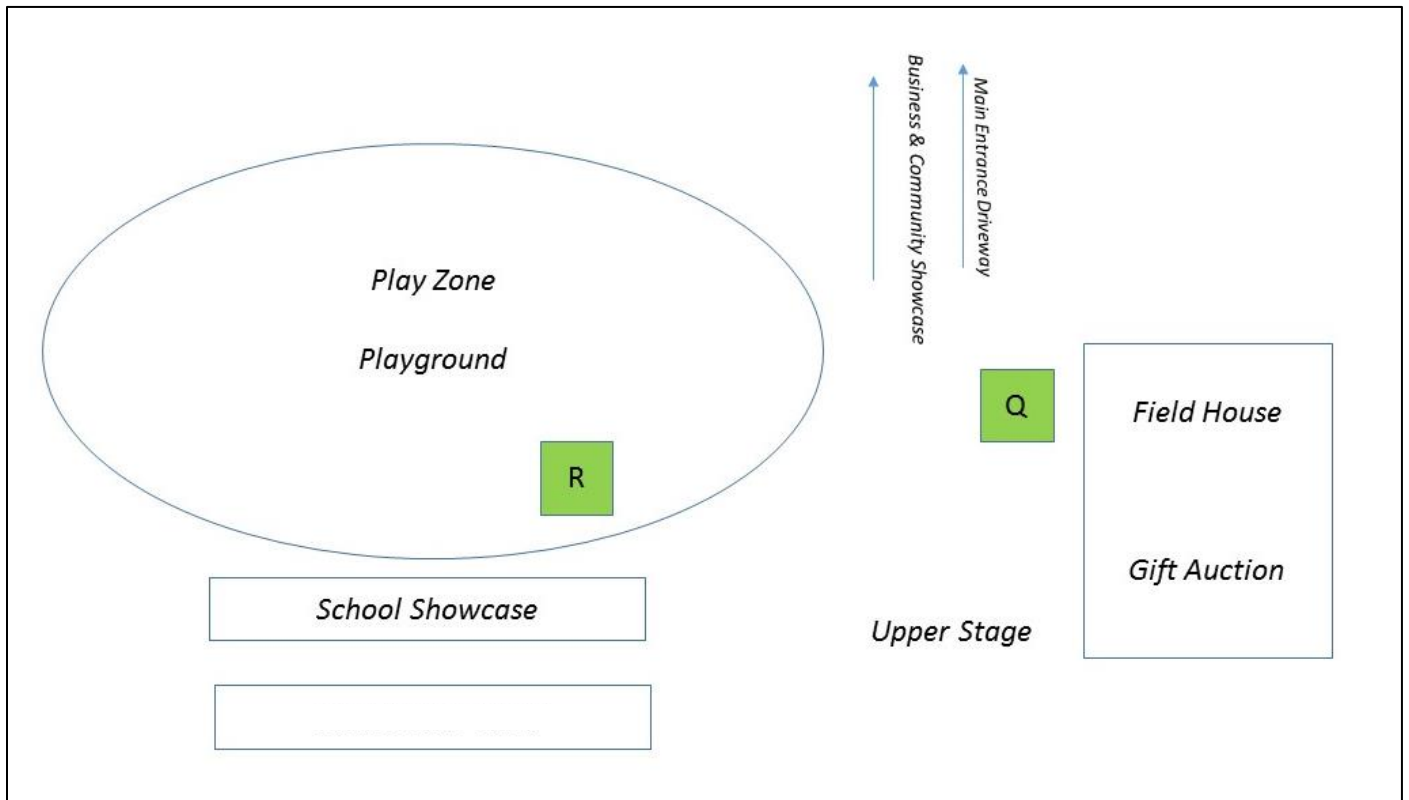 Business & Community Showcase
Main Entrance Driveway
Play Zone
Playground
Q
Field House
R
Gift Auction
School Showcase
Upper Stage